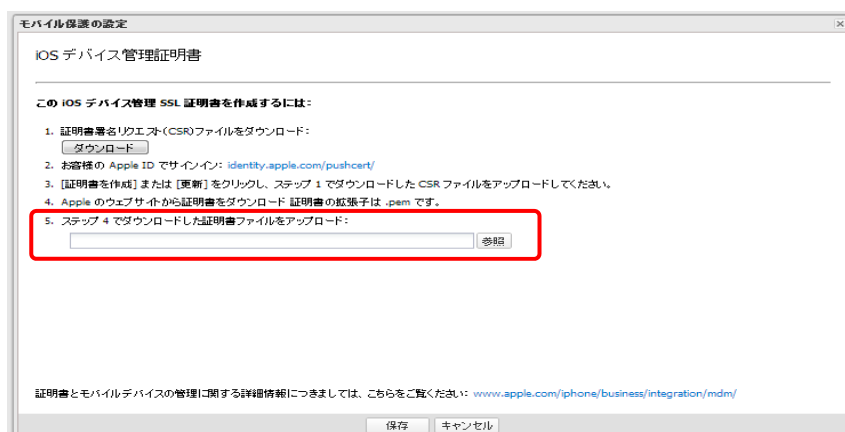 モバイル保護の設定
iOS デバイス管理証明書
この iOS デバイス管理 SSL 証明書を作成するには:
1. 証明書署名リクエスト(CSR)ファイルをダウンロード:
ダウンロード
2. お客様の Apple ID でサインイン: identity.apple.com/pushcert/
3. [証明書を作成] または [更新] をクリックし、ステップ 1 でダウンロードした CSR ファイルをアップロードしてください。
4. Apple のウェブサイトから証明書をダウンロード 証明書の拡張子は .pem です。
5. ステップ 4 でダウンロードした証明書ファイルをアップロード:
参照
証明書とモバイルデバイスの管理に関する詳細情報につきましては、こちらをご覧ください: www.apple.com/iphone/business/integration/mdm/
保存 キャンセル